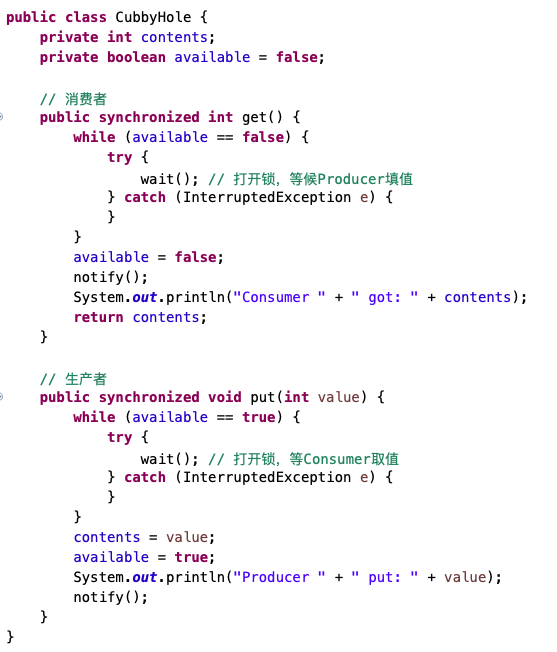 public class CubbyHole {
    private int contents;
    private boolean available = false;

    // 消费者
    public synchronized int get() {
        while (available == false) {
            try {
                wait(); // 打开锁，等候Producer填值
            } catch (InterruptedException e) {
            }
        }
        available = false;
        notify();
        System.out.println("Consumer " + " got: " + contents);
        return contents;
    }

    // 生产者
    public synchronized void put(int value) {
        while (available == true) {
            try {
                wait(); // 打开锁，等Consumer取值
            } catch (InterruptedException e) {
            }
        }
        contents = value;
        available = true;
        System.out.println("Producer " + " put: " + value);
        notify();
    }
}